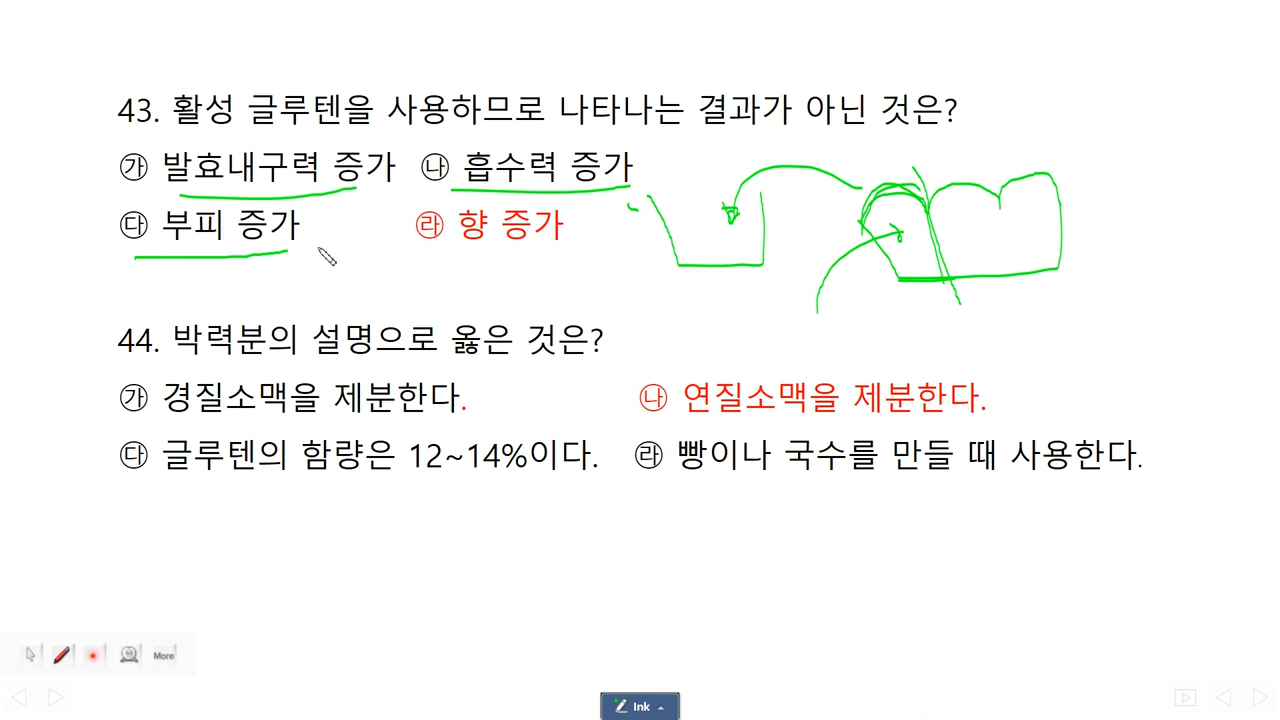 43. 활성 글루텐을 사용하므로 나타나는 결과가 아닌 것은?
㉮ 발효내구력 증가 ㉯ 흡수력 증가
㉰ 부피 증가 ㉱ 향 증가
44. 박력분의 설명으로 옳은 것은?
㉮ 경질소맥을 제분한다. ㉯ 연질소맥을 제분한다.
㉰ 글루텐의 함량은 12~14%이다. ㉱ 빵이나 국수를 만들 때 사용한다.
More
Ink